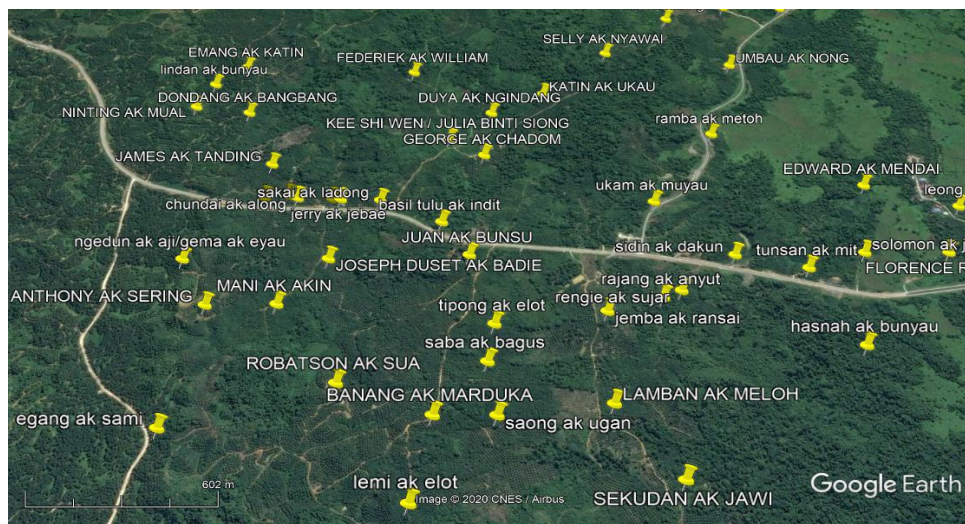 SELLY AK NYAWAI
EMANG AK KATIN
FEDERIEK AK WILLIAM
UMBAU AK NONG
lindan ak bunyau
KATIN AK UKAU
DONDANG AK BANGBANG
DUYA AK NGINDANG
NINTING AK MUAL
KEE SHI WEN / JULIA BINTI SIONG
ramba ak metoh
GEORGE AK CHADOM
JAMES AK TANDING
EDWARD AK MENDAI
sakai ak ladong
ukam ak muyau
leong
chundai ak along
basil tulu ak indit
jerry ak jebae
JUAN AK BUNSU
ngedun ak aji/gema ak eyau
sidin ak dakun
tunsan ak mit
solomon ak j
JOSEPH DUSET AK BADIE
FLORENCE R
rajang ak anyut
ANTHONY AK SERING
MANI AK AKIN
rengie ak sujai
tipong ak elot
jemba ak ransai
hasnah ak bunyau
saba ak bagus
ROBATSON AK SUA
BANANG AK MARDUKA
LAMBAN AK MELOH
egang ak sami
saong ak ugan
lemi ak elot
602 m
Image © 2020 CNES / Airbus
SEKUDAN AK JAWI
Google Earth